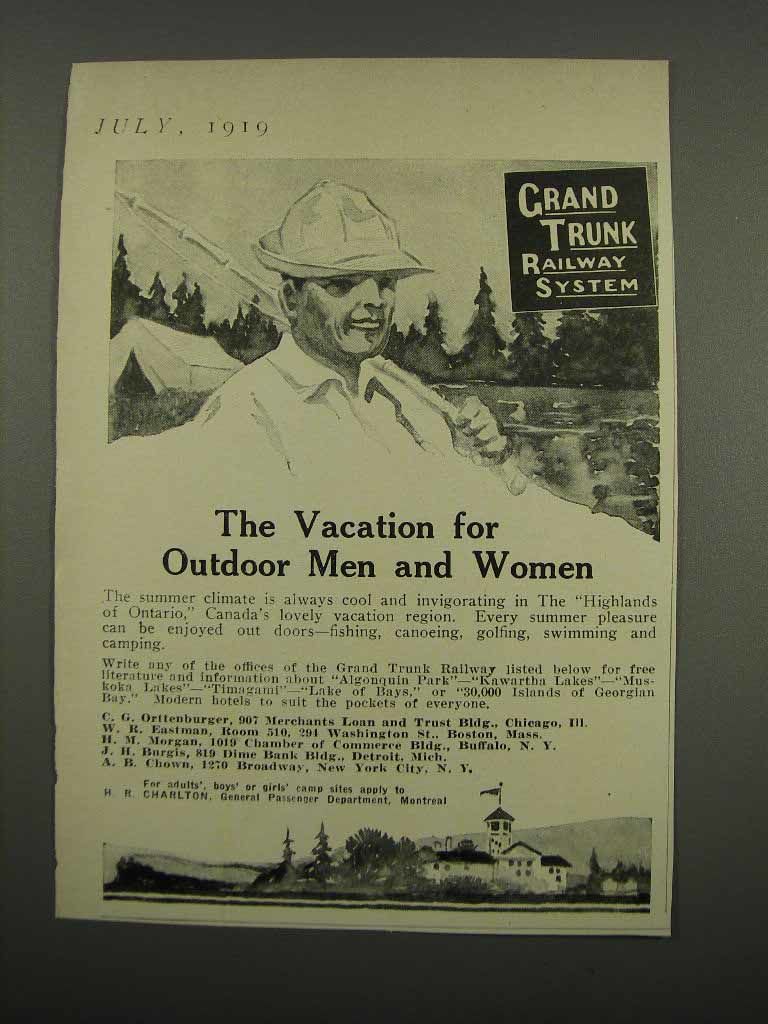 JULY, 1919
GRAND
TRUNK
RAILWAY
SYSTEM
The Vacation for
Outdoor Men and Women
The summer climate is always cool and invigorating in The "Highlands
of Ontario," Canada's lovely vacation region. Every summer pleasure
can be enjoyed out doors—fishing, canoeing, golfing, swimming and
camping.
Write any of the offices of the Grand Trunk Railway listed below for free
literature and information about "Algonquin Park"—"Kawartha Lakes"—"Mus-
koka Lakes"—"Timagami"—"Lake of Bays," or "30,000 Islands of Georgian
Bay." Modern hotels to suit the pockets of everyone.
C. G. Orttenburger, 907 Merchants Loan and Trust Bldg., Chicago, Ill.
W. R. Eastman, Room 510, 294 Washington St., Boston, Mass.
H. M. Morgan, 1019 Chamber of Commerce Bldg., Buffalo, N. Y.
J. H. Burgis, 819 Dime Bank Bldg., Detroit, Mich.
A. B. Chown, 1270 Broadway, New York City, N. Y.
For adults', boys' or girls' camp sites apply to
H. R. CHARLTON, General Passenger Department, Montreal